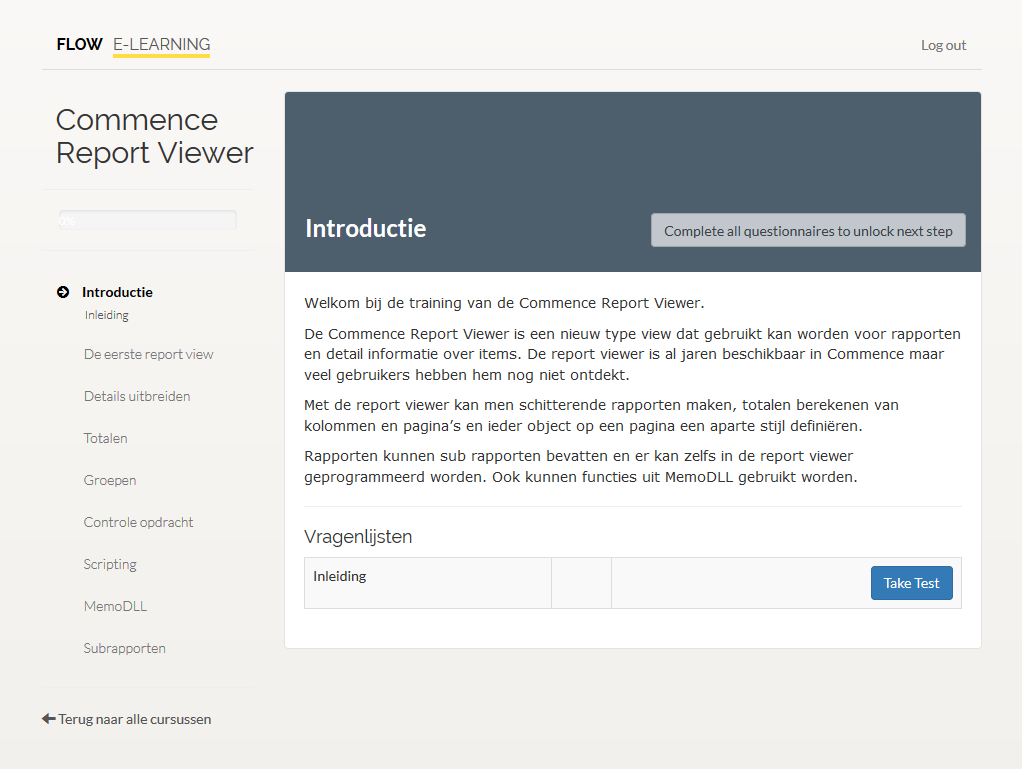 FLOW E-LEARNING
Log out
Commence
Report Viewer
0%
Introductie
Inleiding
De eerste report view
Details uitbreiden
Totalen
Groepen
Controle opdracht
Scripting
MemoDLL
Subrapporten
Terug naar alle cursussen
Introductie
Complete all questionnaires to unlock next step
Welkom bij de training van de Commence Report Viewer.
De Commence Report Viewer is een nieuw type view dat gebruikt kan worden voor rapporten
en detail informatie over items. De report viewer is al jaren beschikbaar in Commence maar
veel gebruikers hebben hem nog niet ontdekt.
Met de report viewer kan men schitterende rapporten maken, totalen berekenen van
kolommen en pagina’s en ieder object op een pagina een aparte stijl definiëren.
Rapporten kunnen sub rapporten bevatten en er kan zelfs in de report viewer
geprogrammeerd worden. Ook kunnen functies uit MemoDLL gebruikt worden.
Vragenlijsten
Inleiding
Take Test